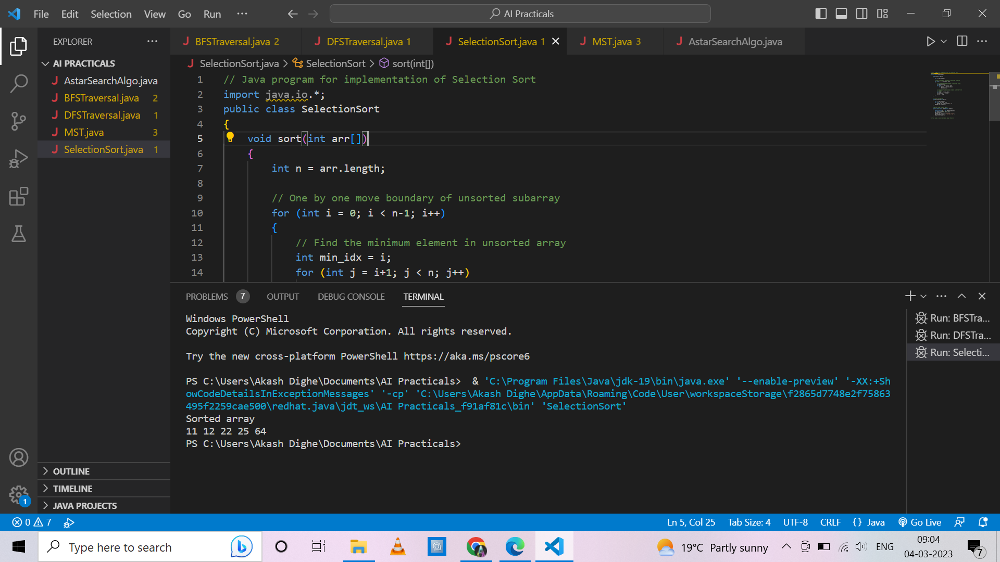 File Edit Selection View Go Run ···
AI Practicals
EXPLORER
AI PRACTICALS
AstarSearchAlgo.java
BFSTraversal.java 2
DFSTraversal.java 1
MST.java 3
SelectionSort.java 1
OUTLINE
TIMELINE
JAVA PROJECTS
BFSTraversal.java 2 DFSTraversal.java 1 SelectionSort.java 1 MST.java 3 AstarSearchAlgo.java
SelectionSort.java > SelectionSort > sort(int[])
1 // Java program for implementation of Selection Sort
2 import java.io.*;
3 public class SelectionSort
4 {
5 void sort(int arr[])
6 {
7 int n = arr.length;
8
9 // One by one move boundary of unsorted subarray
10 for (int i = 0; i < n-1; i++)
11 {
12 // Find the minimum element in unsorted array
13 int min_idx = i;
14 for (int j = i+1; j < n; j++)
PROBLEMS 7 OUTPUT DEBUG CONSOLE TERMINAL
Windows PowerShell
Copyright (C) Microsoft Corporation. All rights reserved.
Try the new cross-platform PowerShell https://aka.ms/pscore6
PS C:\Users\Akash Dighe\Documents\AI Practicals>  & 'C:\Program Files\Java\jdk-19\bin\java.exe' '--enable-preview' '-XX:+Sh
owCodeDetailsInExceptionMessages' '-cp' 'C:\Users\Akash Dighe\AppData\Roaming\Code\User\workspaceStorage\f2865d7748e2f75863
495f2259cae500\redhat.java\jdt_ws\AI Practicals_f91af81c\bin' 'SelectionSort'
Sorted array
11 12 22 25 64
PS C:\Users\Akash Dighe\Documents\AI Practicals>
Run: BFSTra...
Run: DFSTra...
Run: Selecti...
1
0 7 Ln 5, Col 25 Tab Size: 4 UTF-8 CRLF {} Java Go Live
Type here to search
19°C Partly sunny ENG
09:04
04-03-2023
7